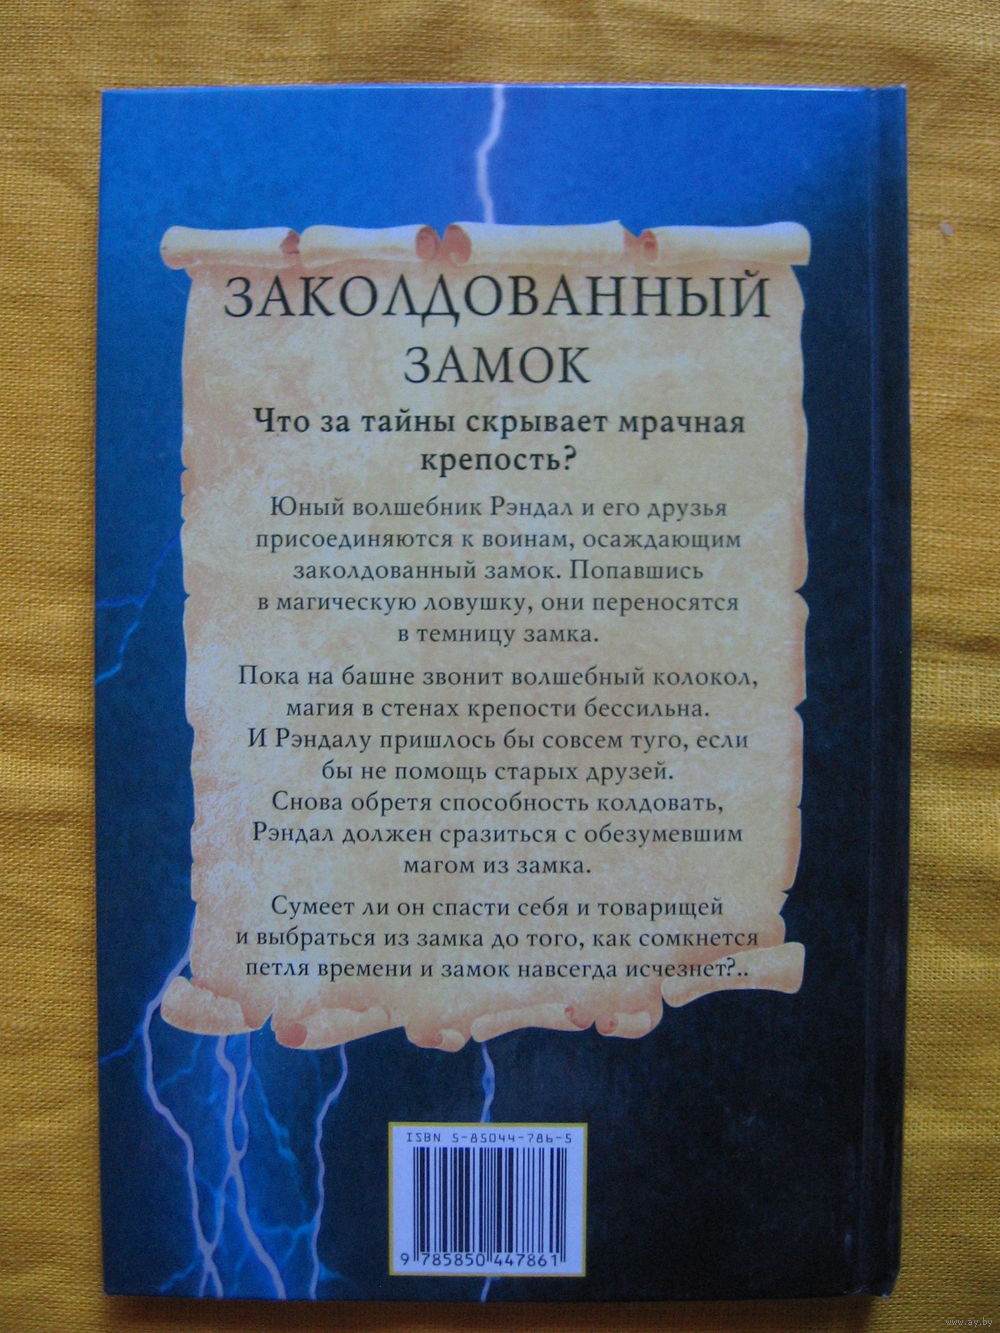 ЗАКОЛДОВАННЫЙ
ЗАМОК
Что за тайны скрывает мрачная
крепость?
Юный волшебник Рэндал и его друзья
присоединяются к воинам, осаждающим
заколдованный замок. Попавшись
в магическую ловушку, они переносятся
в темницу замка.
Пока на башне звонит волшебный колокол,
магия в стенах крепости бессильна.
И Рэндалу пришлось бы совсем туго, если
бы не помощь старых друзей.
Снова обретя способность колдовать,
Рэндал должен сразиться с обезумевшим
магом из замка.
Сумеет ли он спасти себя и товарищей
и выбраться из замка до того, как сомкнется
петля времени и замок навсегда исчезнет?..
ISBN 5-85044-786-5
9 785850 447861
www.ay.by